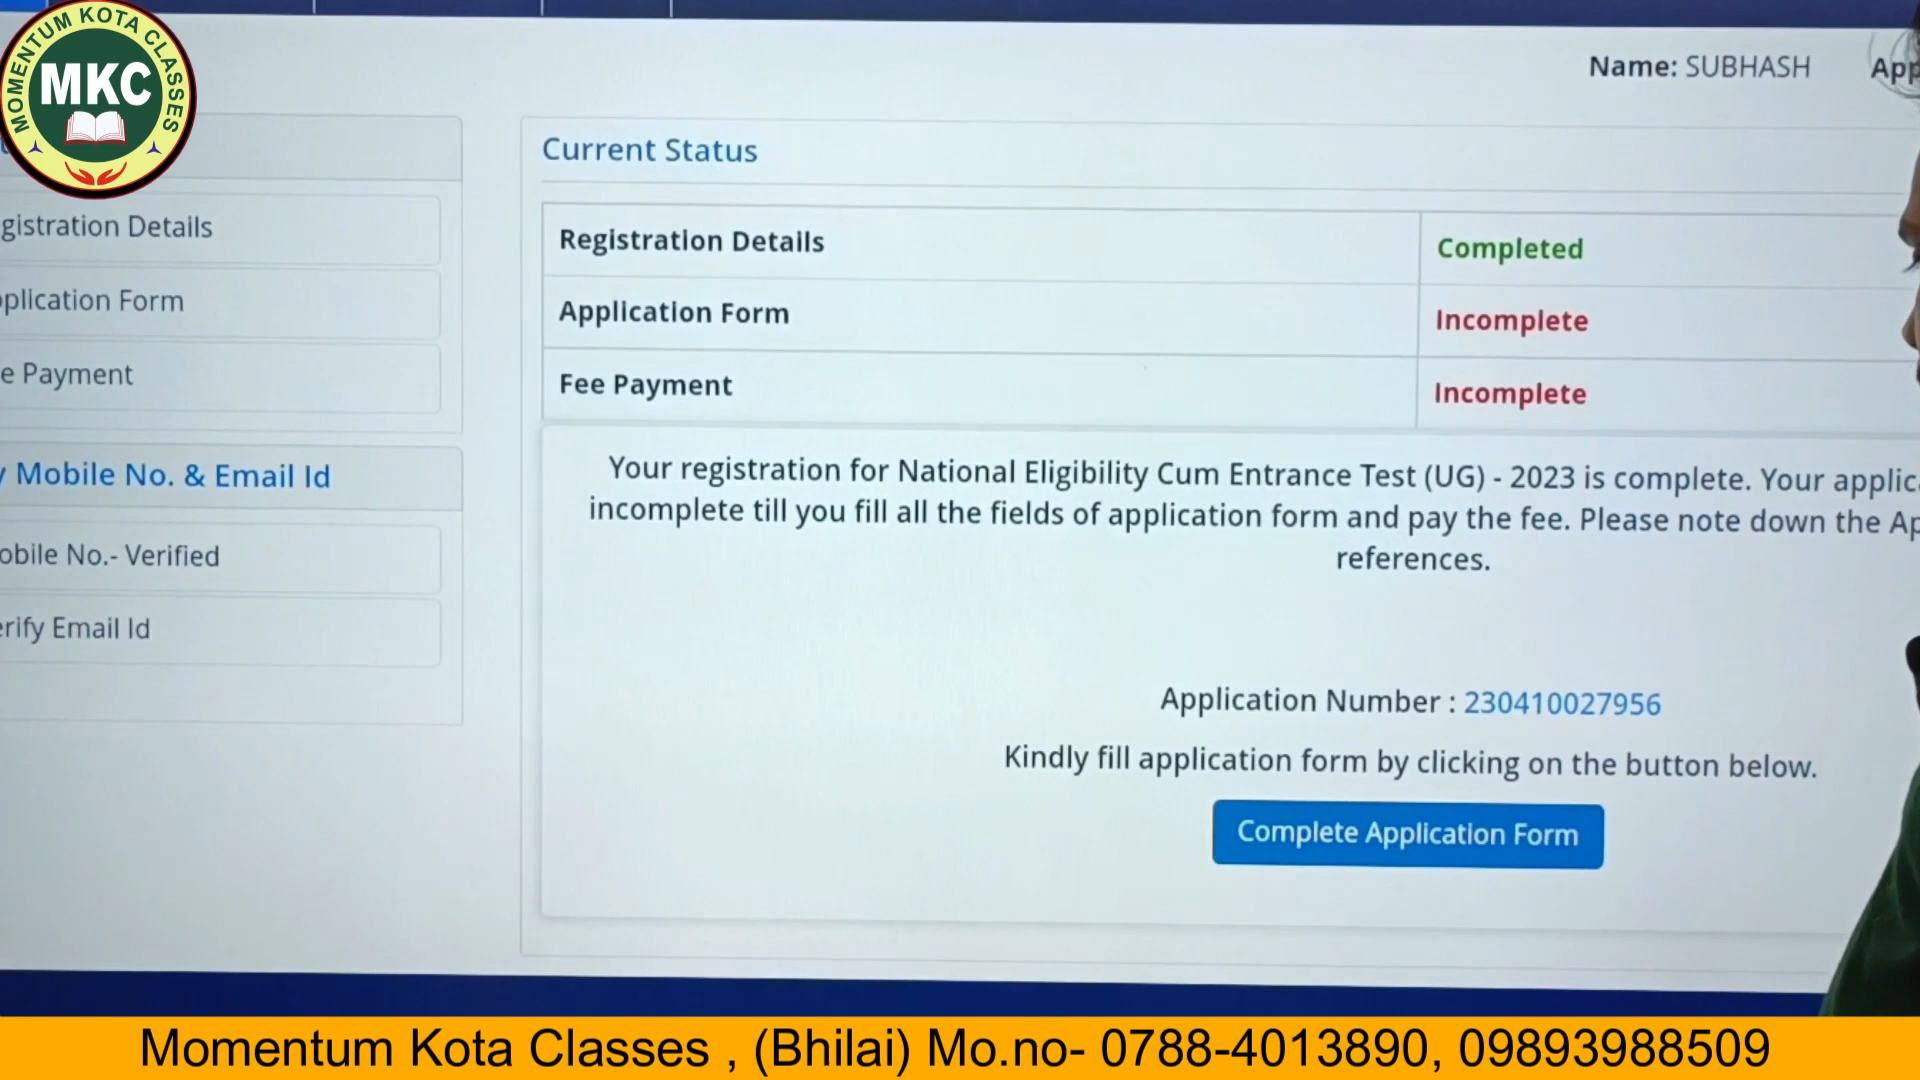 MOMENTUM KOTA CLASSES
MKC
Name: SUBHASH
Current Status
Registration Details Completed
Application Form Incomplete
Fee Payment Incomplete
gistration Details
plication Form
e Payment
Mobile No. & Email Id
obile No.- Verified
erify Email Id
Your registration for National Eligibility Cum Entrance Test (UG) - 2023 is complete. Your applic
incomplete till you fill all the fields of application form and pay the fee. Please note down the Ap
references.
Application Number : 230410027956
Kindly fill application form by clicking on the button below.
Complete Application Form
Momentum Kota Classes , (Bhilai) Mo.no- 0788-4013890, 09893988509